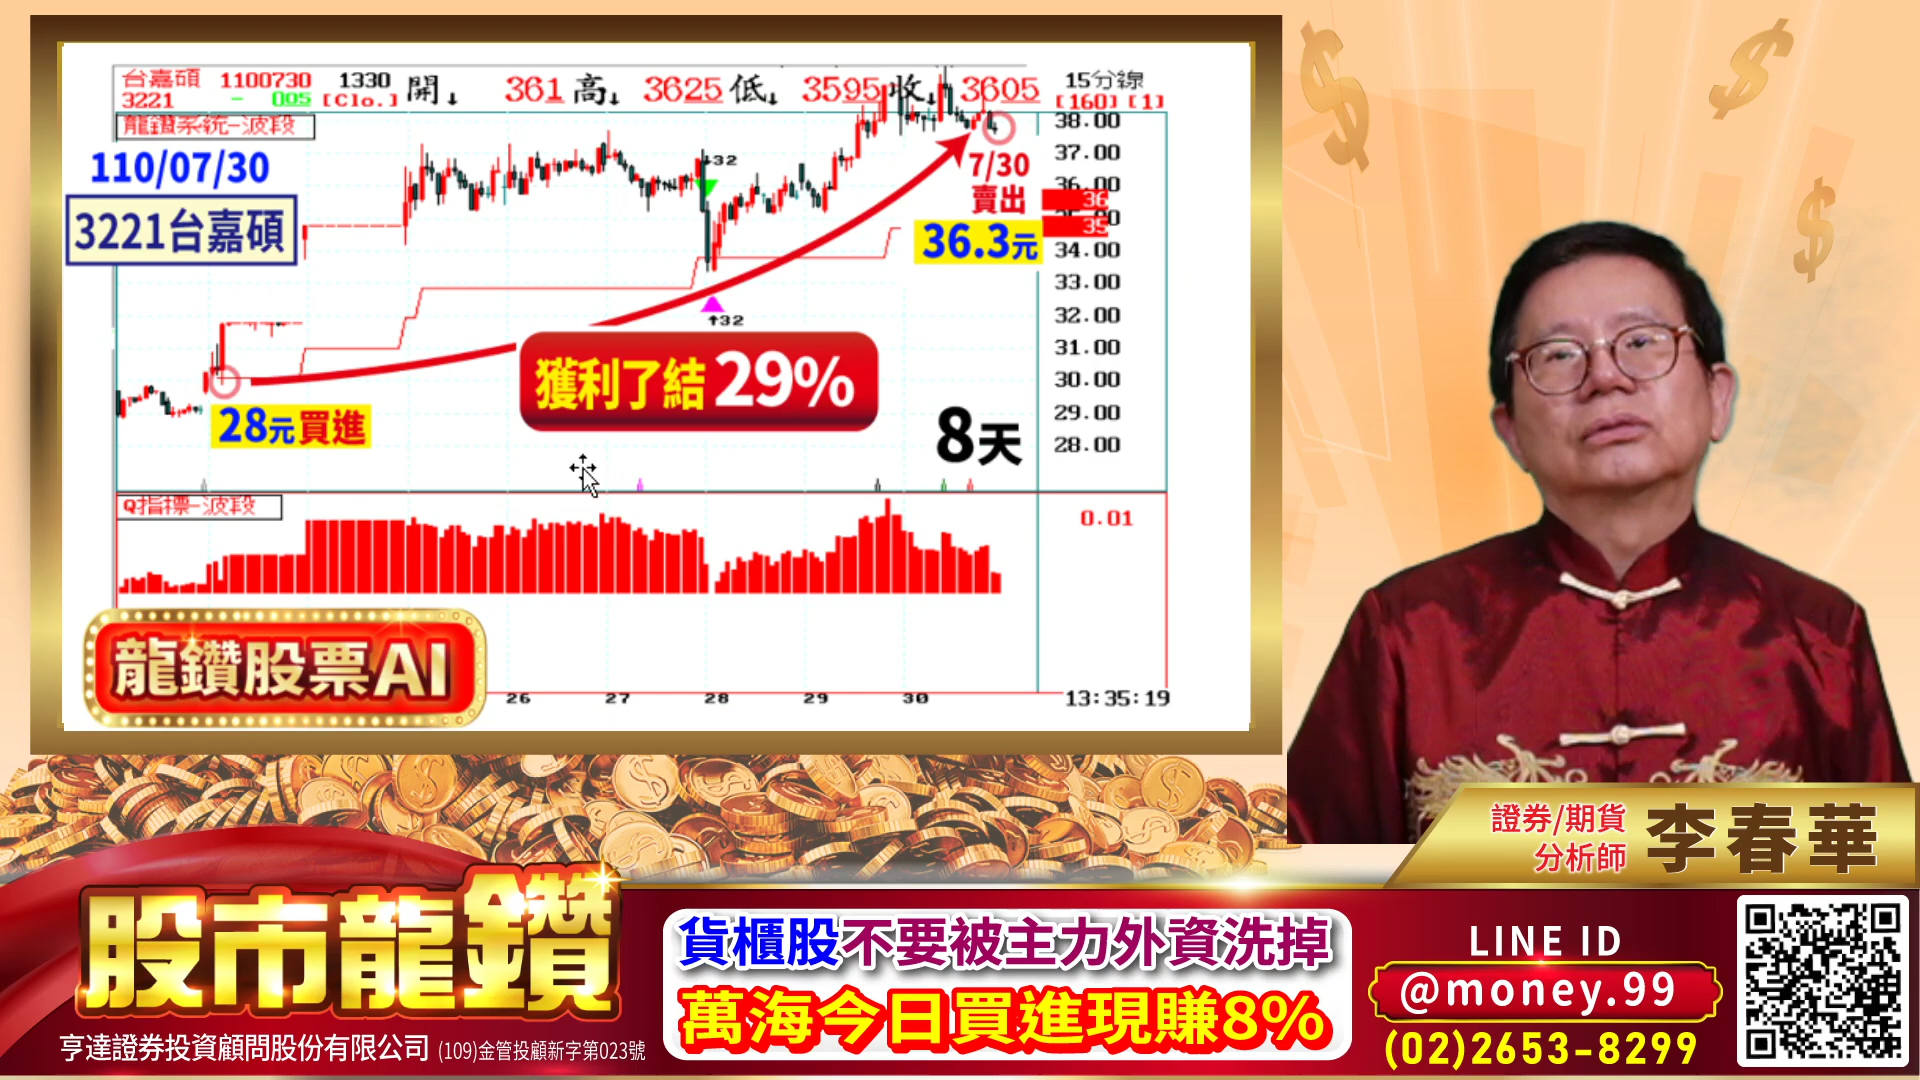 台嘉碩 1100730 1330 開↓ 361 高↓ 3625 低↓ 3595 收↓ 3605 15分線
3221 - 005 [Clo.] [160] [1]
龍鑽系統-波段
110/07/30
3221台嘉碩
38.00
37.00
36.00
36
35
34.00
33.00
32.00
31.00
30.00
29.00
28.00
↓32
↑32
7/30
賣出
36.3元
28元買進
獲利了結29%
8天
Q指標-波段
0.01
龍鑽股票AI
26 27 28 29 30 13:35:19
證券/期貨
分析師
李春華
股市龍鑽
亨達證券投資顧問股份有限公司 (109)金管投顧新字第023號
貨櫃股不要被主力外資洗掉
萬海今日買進現賺8%
LINE ID
@money.99
(02)2653-8299